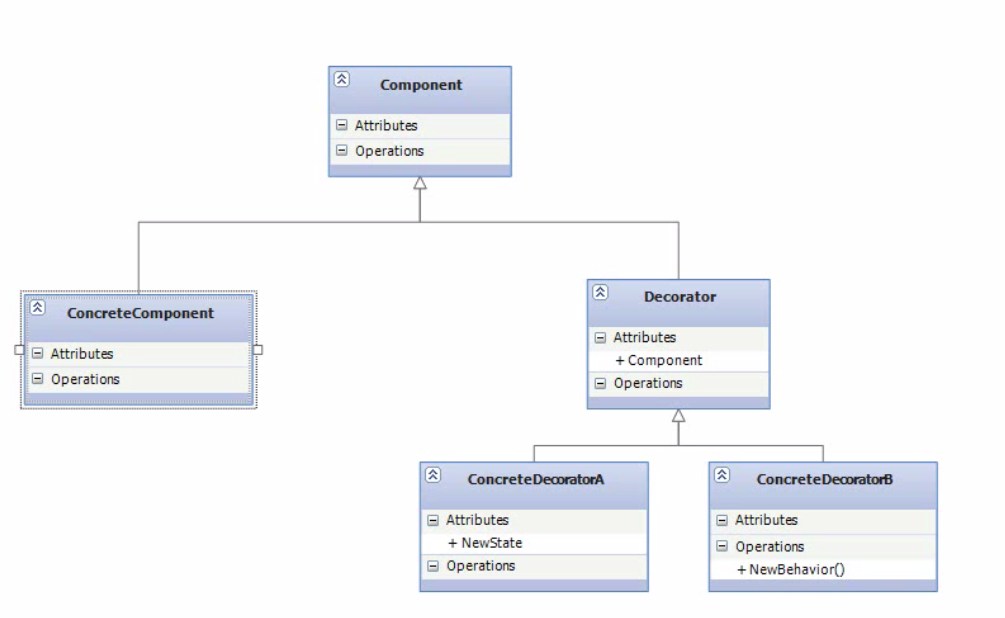 Component
Attributes
Operations
ConcreteComponent
Attributes
Operations
Decorator
Attributes
+ Component
Operations
ConcreteDecoratorA
Attributes
+ NewState
Operations
ConcreteDecoratorB
Attributes
Operations
+ NewBehavior()